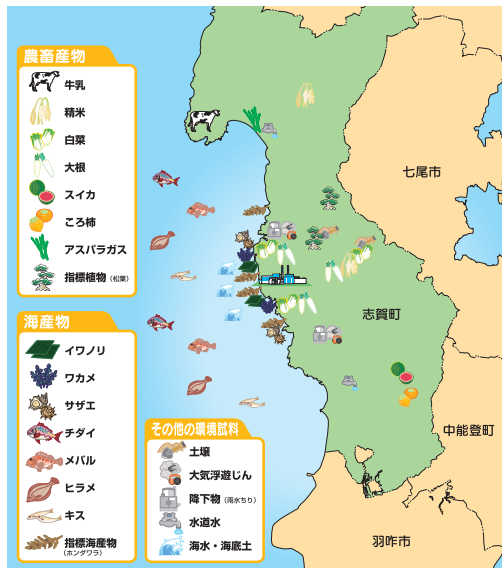 農畜産物
牛乳
精米
白菜
大根
スイカ
ころ柿
アスパラガス
指標植物(松葉)
海産物
イワノリ
ワカメ
サザエ
チダイ
メバル
ヒラメ
キス
指標海産物
(ホンダワラ)
その他の環境試料
土壌
大気浮遊じん
降下物(雨水ちり)
水道水
海水・海底土
七尾市
志賀町
中能登町
羽咋市